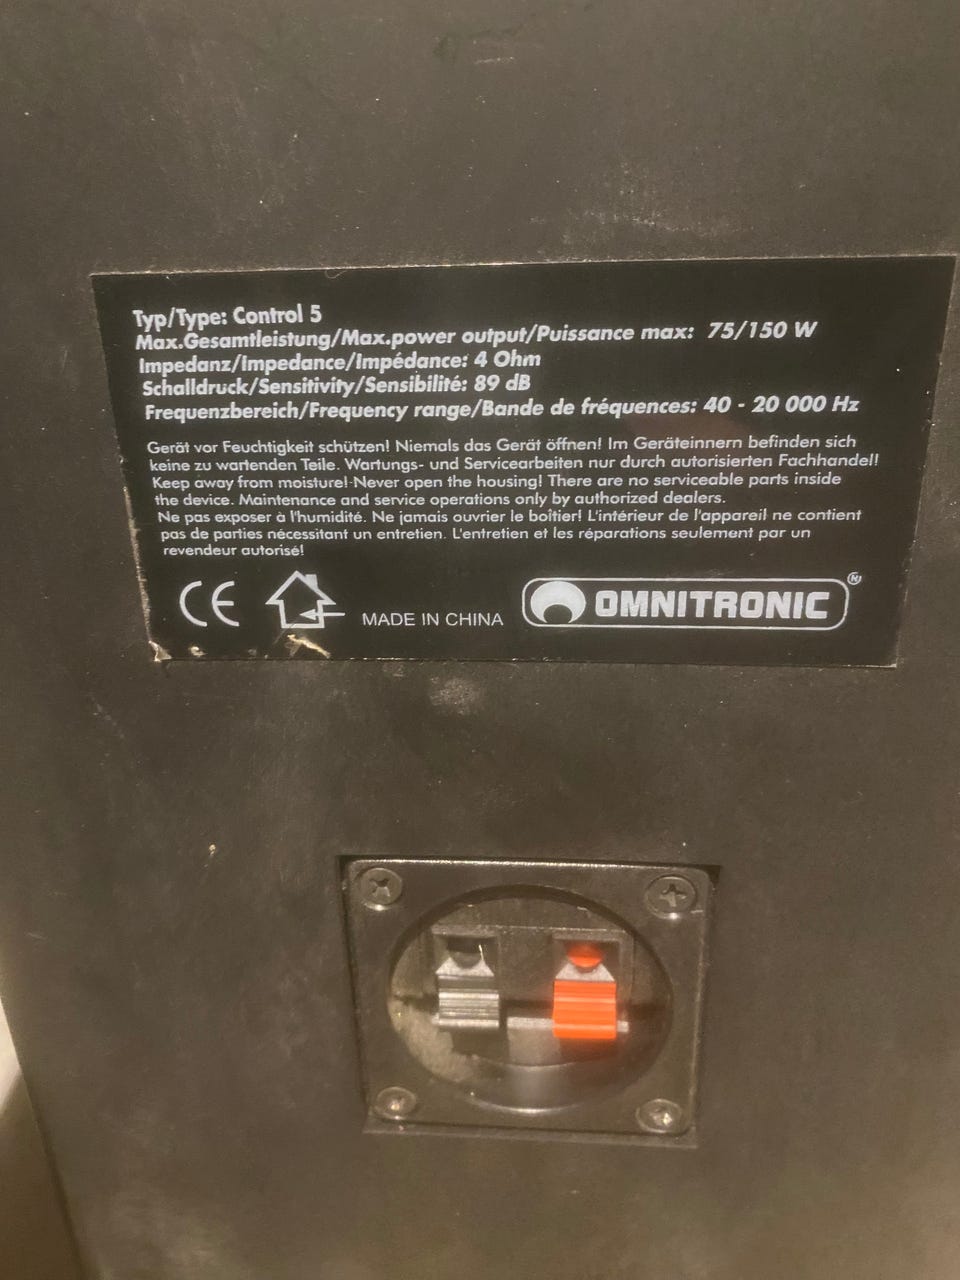 Typ/Type: Control 5
Max.Gesamtleistung/Max.power output/Puissance max: 75/150 W
Impedanz/Impedance/Impédance: 4 Ohm
Schalldruck/Sensitivity/Sensibilité: 89 dB
Frequenzbereich/Frequency range/Bande de fréquences: 40 - 20 000 Hz
Gerät vor Feuchtigkeit schützen! Niemals das Gerät öffnen! Im Geräteinnern befinden sich
keine zu wartenden Teile. Wartungs- und Servicearbeiten nur durch autorisierten Fachhandel!
Keep away from moisture! Never open the housing! There are no serviceable parts inside
the device. Maintenance and service operations only by authorized dealers.
Ne pas exposer à l'humidité. Ne jamais ouvrier le boîtier! L'intérieur de l'appareil ne contient
pas de parties nécessitant un entretien. L'entretien et les réparations seulement par un
revendeur autorisé!
CE MADE IN CHINA OMNITRONIC®